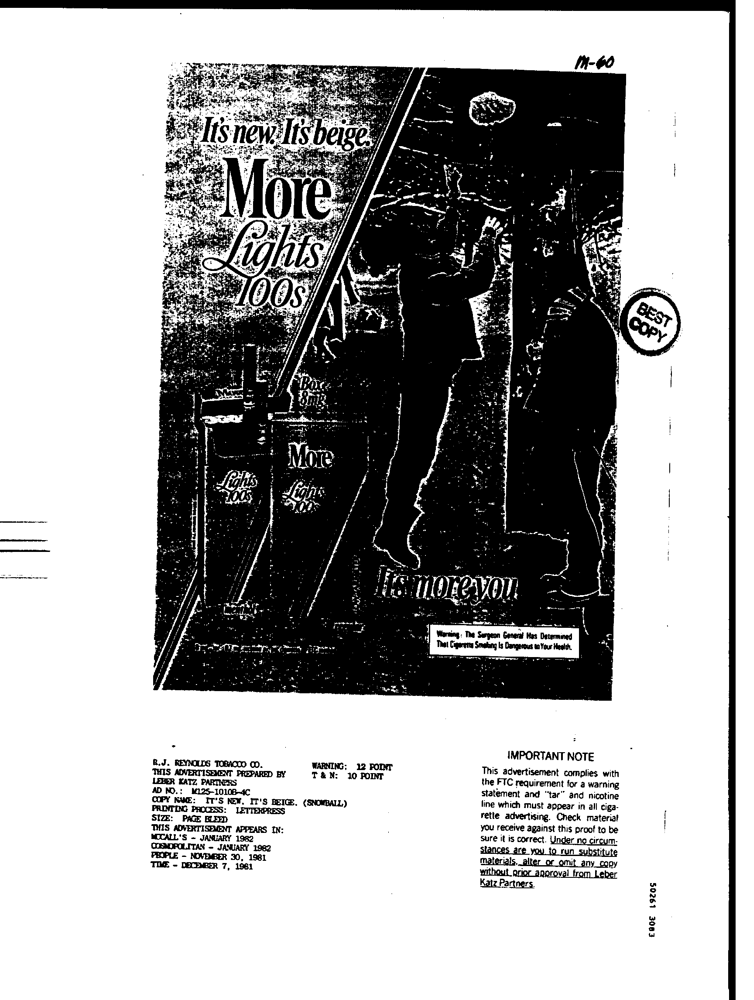 M-60
It's new. It's beige.
More
Lights
100s
BEST
COPY
Box
8mg
More
Lights
100s
Lights
100s
It's more you
Warning: The Surgeon General Has Determined
That Cigarette Smoking Is Dangerous to Your Health.
R.J. REYNOLDS TOBACCO CO.
THIS ADVERTISEMENT PREPARED BY
LEBER KATZ PARTNERS
AD NO.: M125-1010B-4C
COPY NAME: IT'S NEW. IT'S BEIGE. (SNOWBALL)
PRINTING PROCESS: LETTERPRESS
SIZE: PAGE BLEED
THIS ADVERTISEMENT APPEARS IN:
MCCALL'S - JANUARY 1982
COSMOPOLITAN - JANUARY 1982
PEOPLE - NOVEMBER 30, 1981
TIME - DECEMBER 7, 1981
WARNING: 12 POINT
T & N: 10 POINT
IMPORTANT NOTE
This advertisement complies with
the FTC requirement for a warning
statement and "tar" and nicotine
line which must appear in all ciga-
rette advertising. Check material
you receive against this proof to be
sure it is correct. Under no circum-
stances are you to run substitute
materials, alter or omit any copy
without prior approval from Leber
Katz Partners.
50261 3083